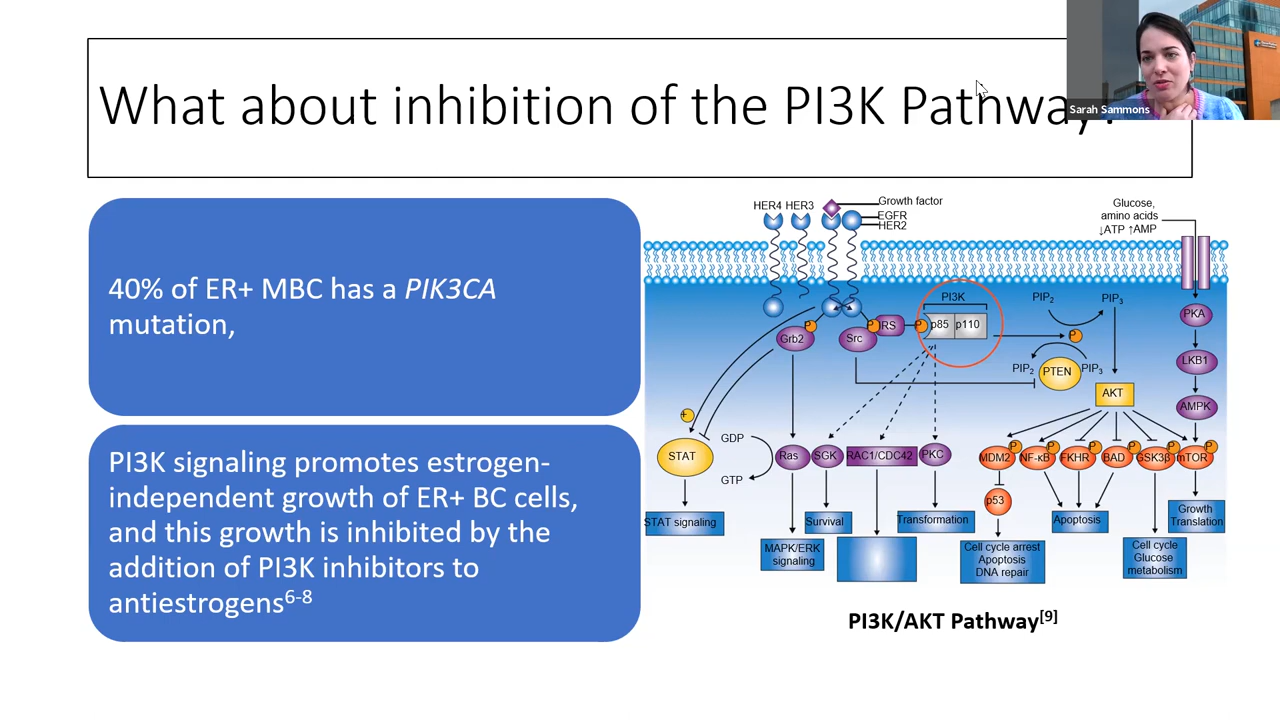 What about inhibition of the PI3K Pathway?
Sarah Sammons
40% of ER+ MBC has a PIK3CA
mutation,
PI3K signaling promotes estrogen-
independent growth of ER+ BC cells,
and this growth is inhibited by the
addition of PI3K inhibitors to
antiestrogens6-8
HER4 HER3
Growth factor
EGFR
HER2
Glucose,
amino acids
↓ATP ↑AMP
PI3K
PIP2
PIP3
Grb2
P
Src
P
RS
P
p85
p110
P
PKA
PIP2
PTEN
PIP3
LKB1
AKT
AMPK
+
STAT
GDP
GTP
Ras
SGK
RAC1/CDC42
PKC
MDM2
P
NF-κB
P
FKHR
P
BAD
P
GSK3β
P
mTOR
P
p53
STAT signaling
Survival
Transformation
Apoptosis
Growth
Translation
MAPK/ERK
signaling
Cell cycle arrest
Apoptosis
DNA repair
Cell cycle
Glucose
metabolism
PI3K/AKT Pathway[9]